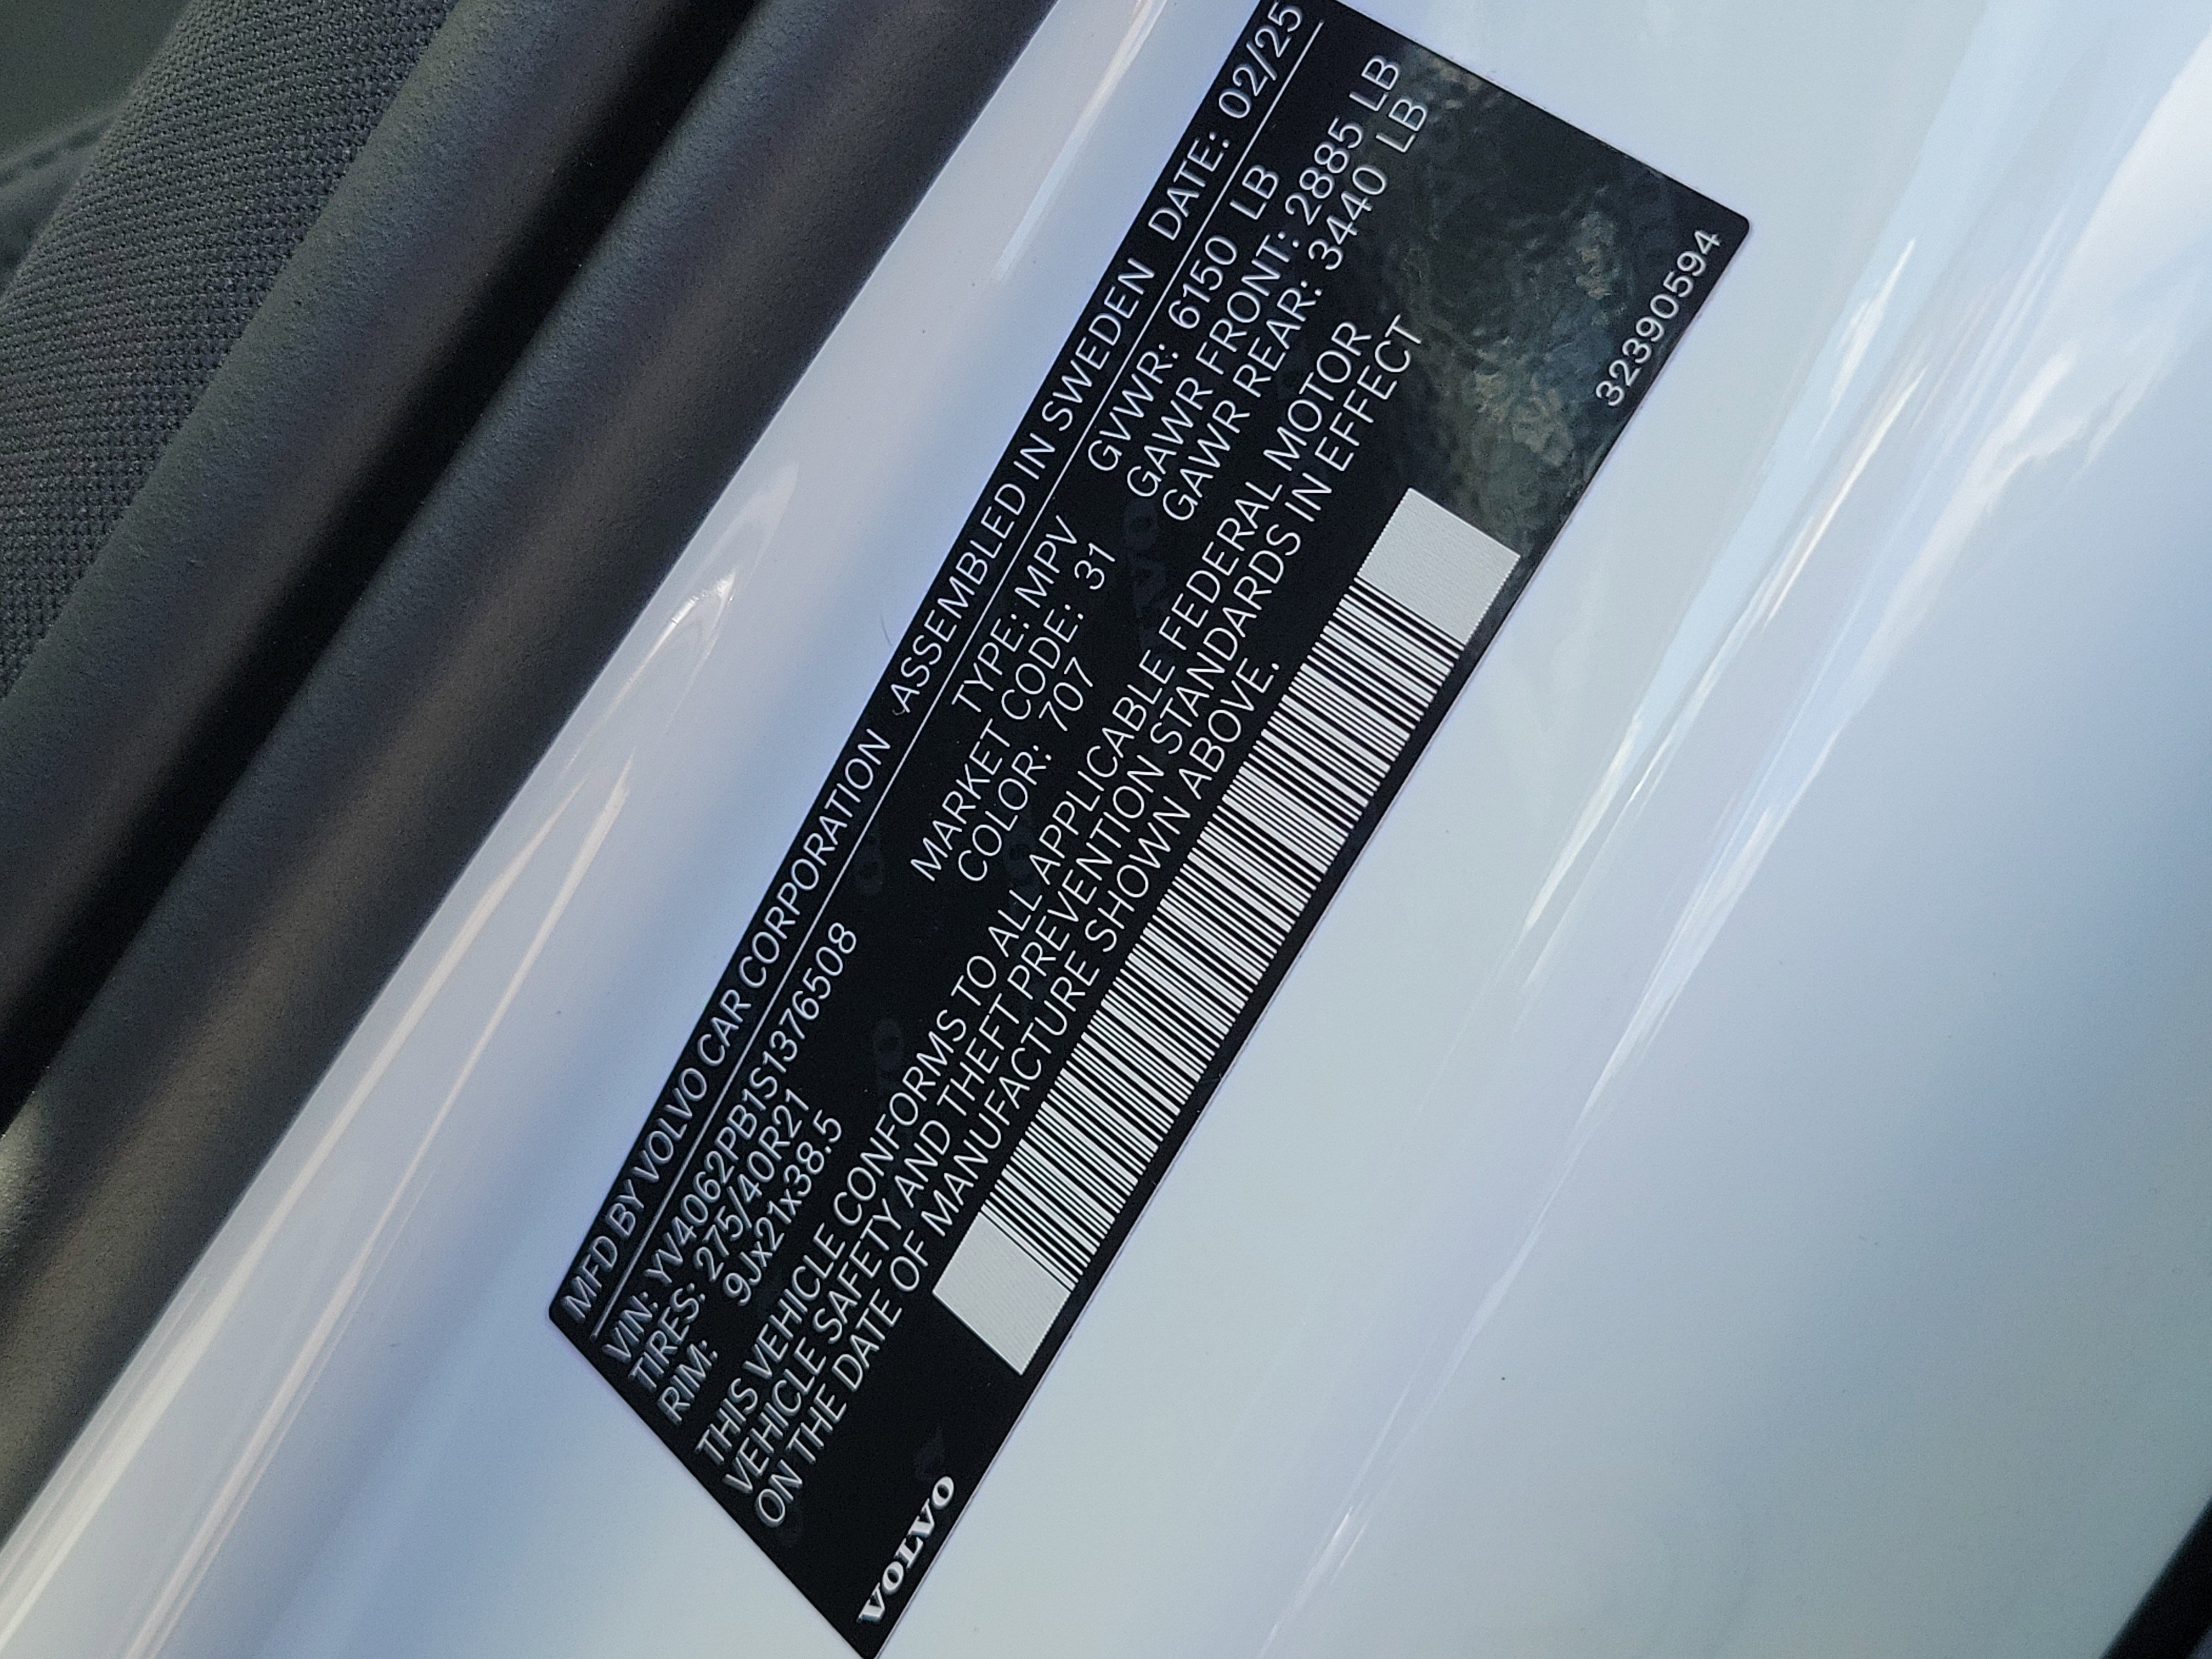 MFD BY VOLVO CAR CORPORATION ASSEMBLED IN SWEDEN DATE: 02/25
VIN: YV4062PB1S1376508 TYPE: MPV GVWR: 6150 LB
TIRES: 275/40R21 MARKET CODE: 31 GAWR FRONT: 2885 LB
RIM: 9Jx21x38.5 COLOR: 707 GAWR REAR: 3440 LB
THIS VEHICLE CONFORMS TO ALL APPLICABLE FEDERAL MOTOR
VEHICLE SAFETY AND THEFT PREVENTION STANDARDS IN EFFECT
ON THE DATE OF MANUFACTURE SHOWN ABOVE.
VOLVO
32390594